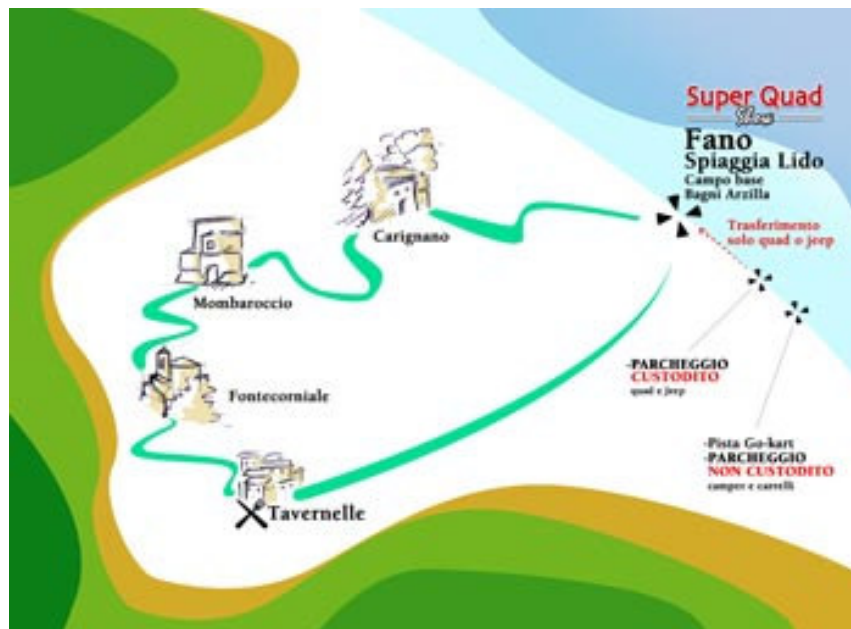 Super Quad
Show
Fano
Spiaggia Lido
Campo base
Bagni Arzilla
Trasferimento
solo quad o jeep
Carignano
Mombaroccio
Fontecorniale
Tavernelle
-PARCHEGGIO
CUSTODITO
quad e jeep
-Pista Go-kart
-PARCHEGGIO
NON CUSTODITO
camper e carrelli